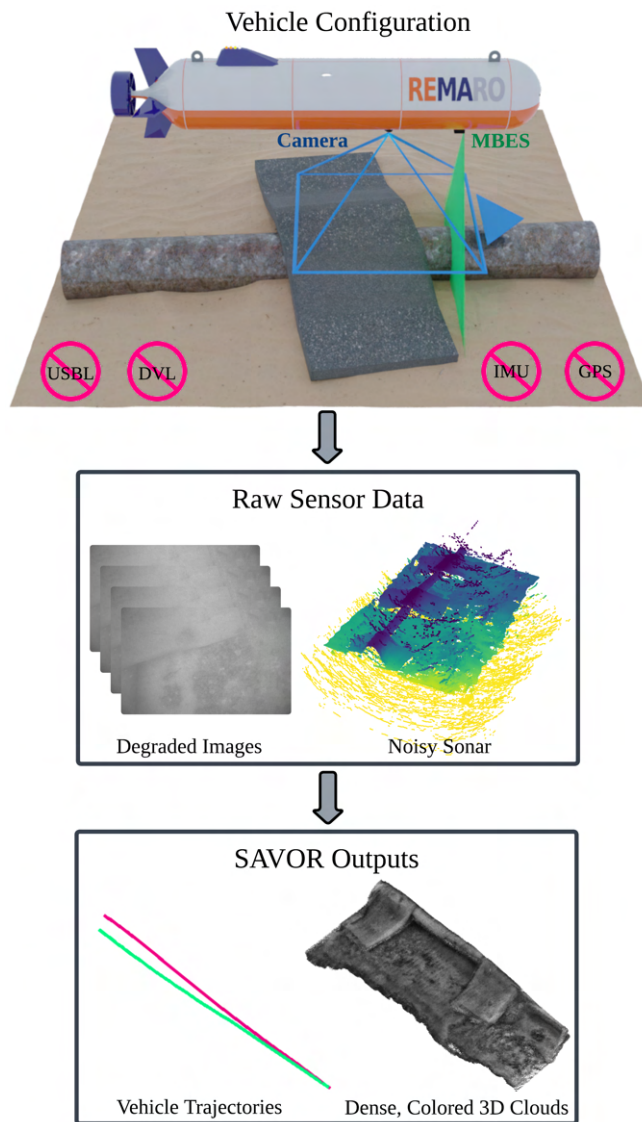 Vehicle Configuration
REMARO
Camera
MBES
USBL
DVL
IMU
GPS
Raw Sensor Data
Degraded Images
Noisy Sonar
SAVOR Outputs
Vehicle Trajectories
Dense, Colored 3D Clouds